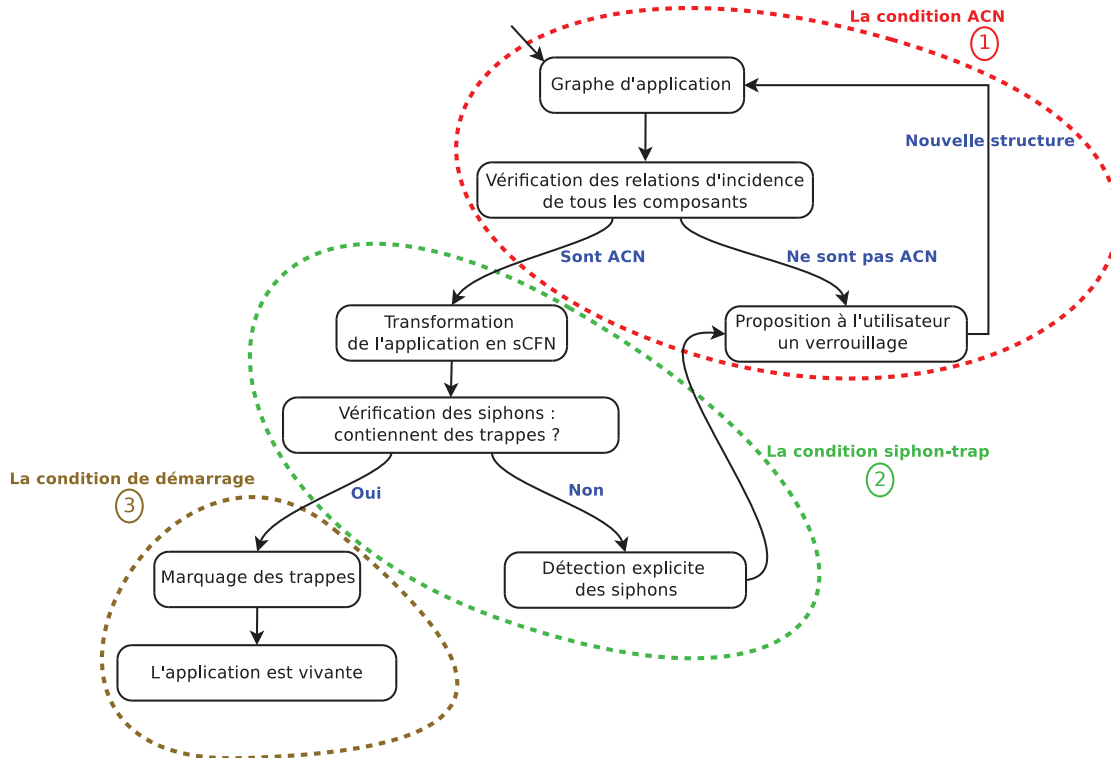 La condition ACN
1
Graphe d'application
Nouvelle structure
Vérification des relations d'incidence
de tous les composants
Sont ACN
Ne sont pas ACN
Transformation
de l'application en sCFN
Proposition à l'utilisateur
un verrouillage
Vérification des siphons :
contiennent des trappes ?
La condition siphon-trap
2
La condition de démarrage
3
Oui
Non
Marquage des trappes
Détection explicite
des siphons
L'application est vivante